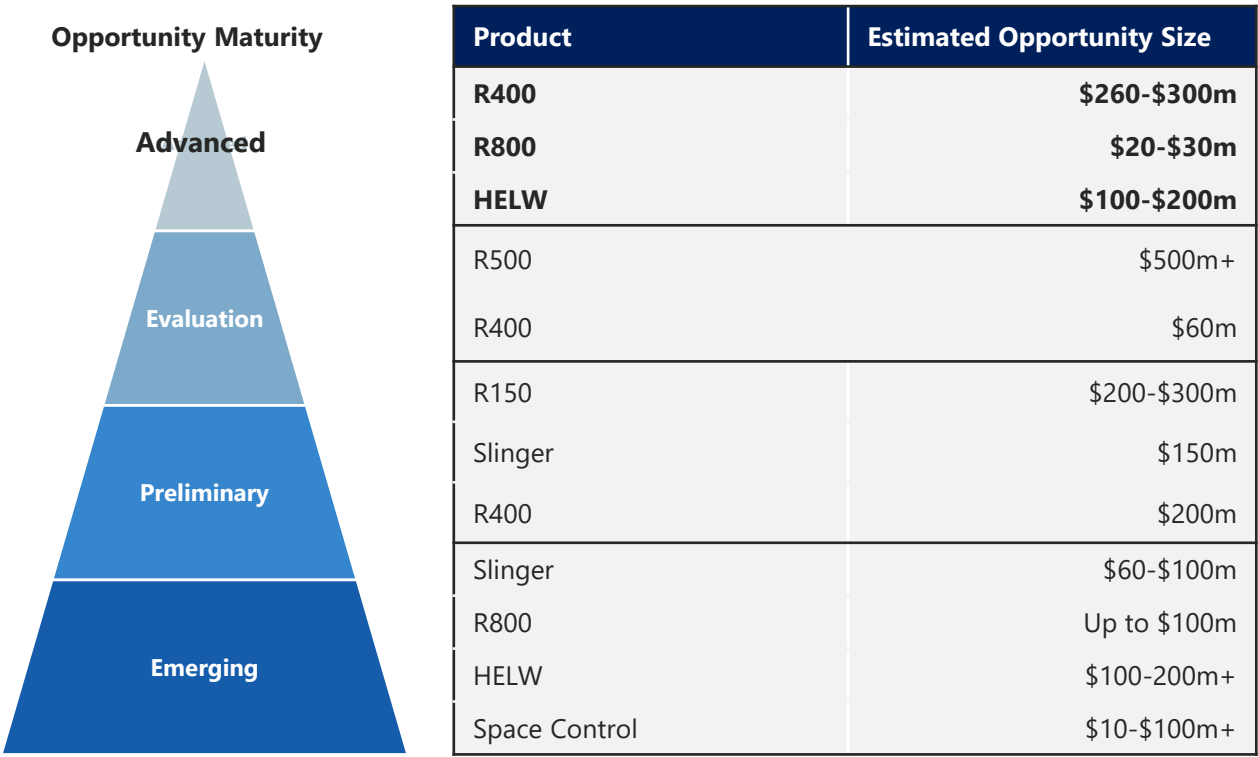 Opportunity Maturity
Advanced
Evaluation
Preliminary
Emerging
Product Estimated Opportunity Size
R400 $260-$300m
R800 $20-$30m
HELW $100-$200m
R500 $500m+
R400 $60m
R150 $200-$300m
Slinger $150m
R400 $200m
Slinger $60-$100m
R800 Up to $100m
HELW $100-200m+
Space Control $10-$100m+